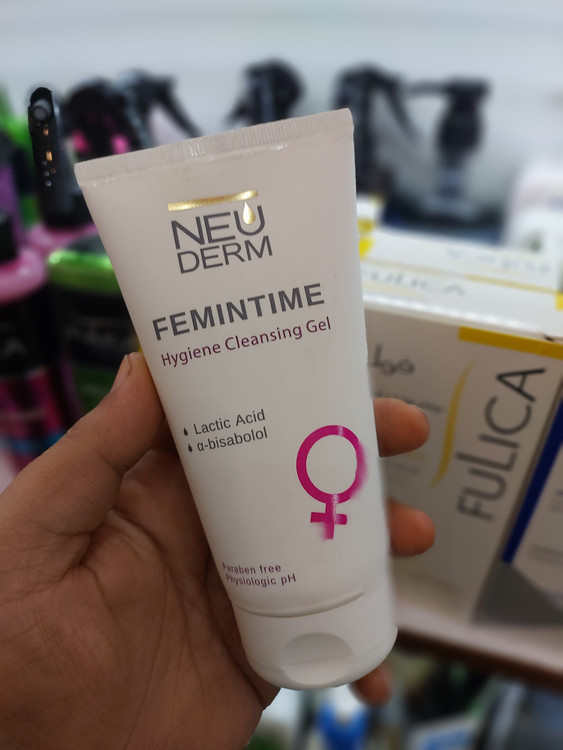 NEU
DERM
FEMINTIME
Hygiene Cleansing Gel
Lactic Acid
α-bisabolol
Paraben free
Physiologic pH
FULICA